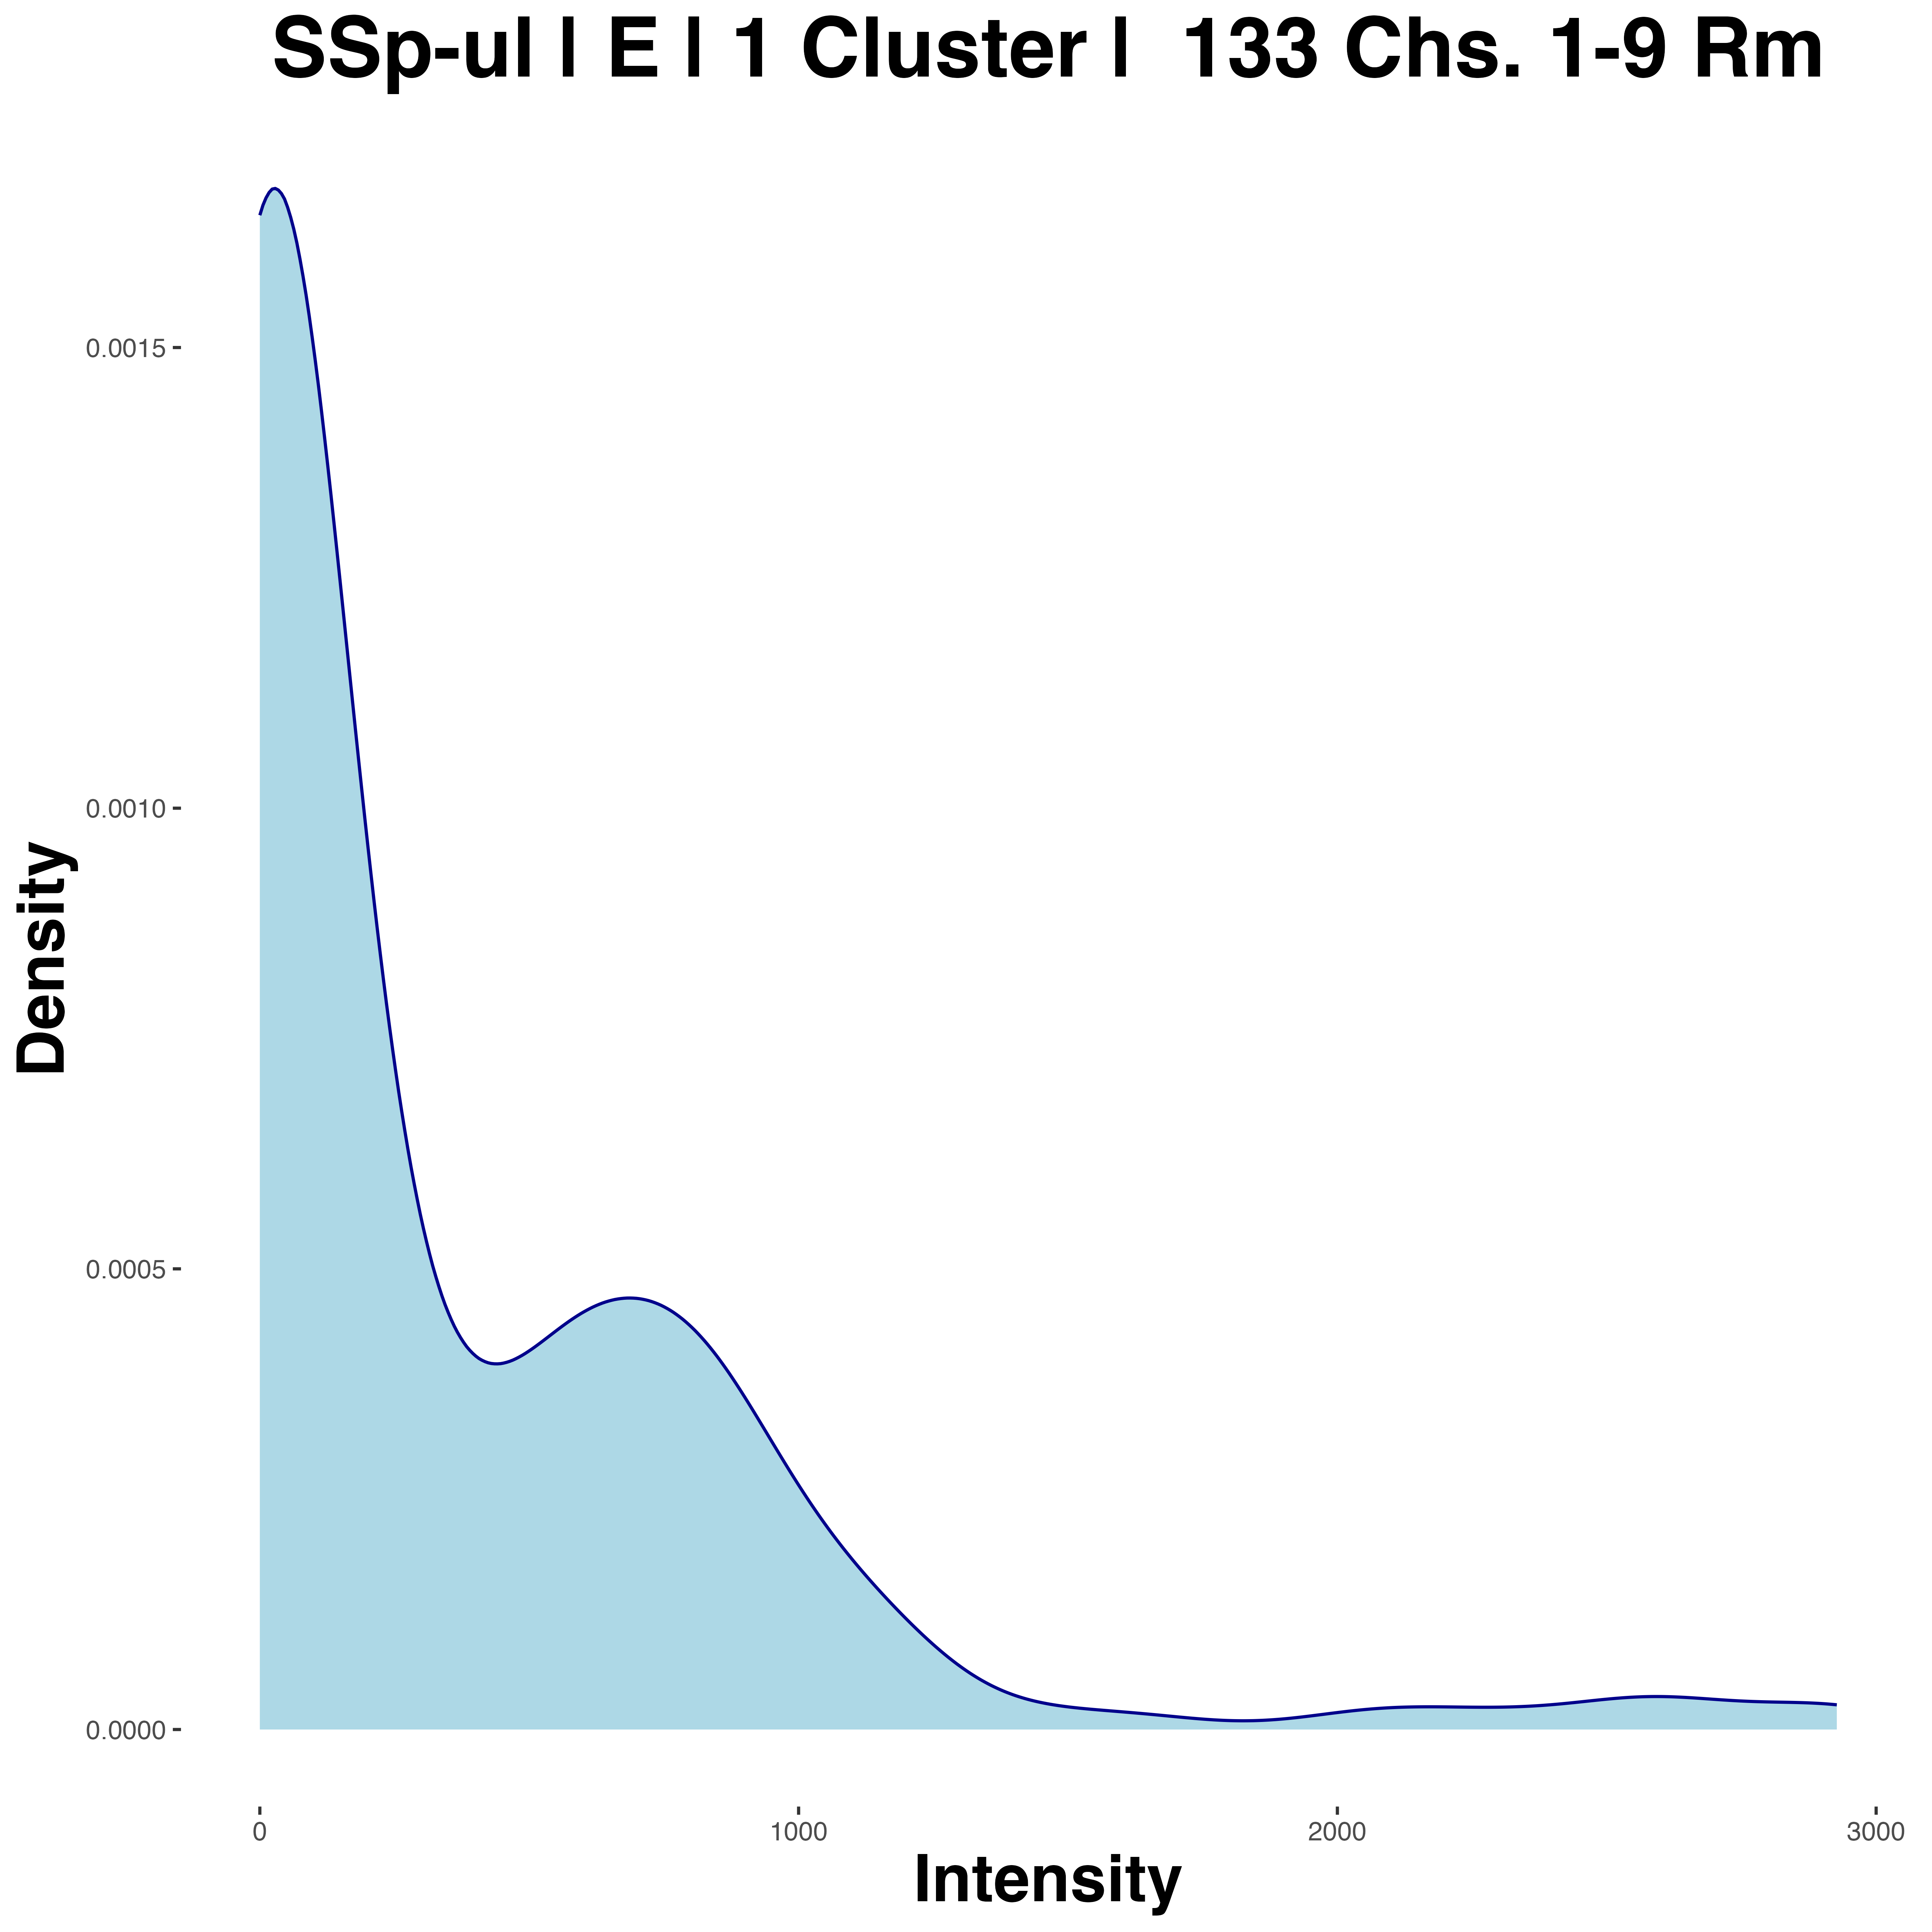 SSp-ul | E | 1 Cluster |  133 Chs. 1-9 Rm
Density
0.0015
0.0010
0.0005
0.0000
0 1000 2000 3000
Intensity